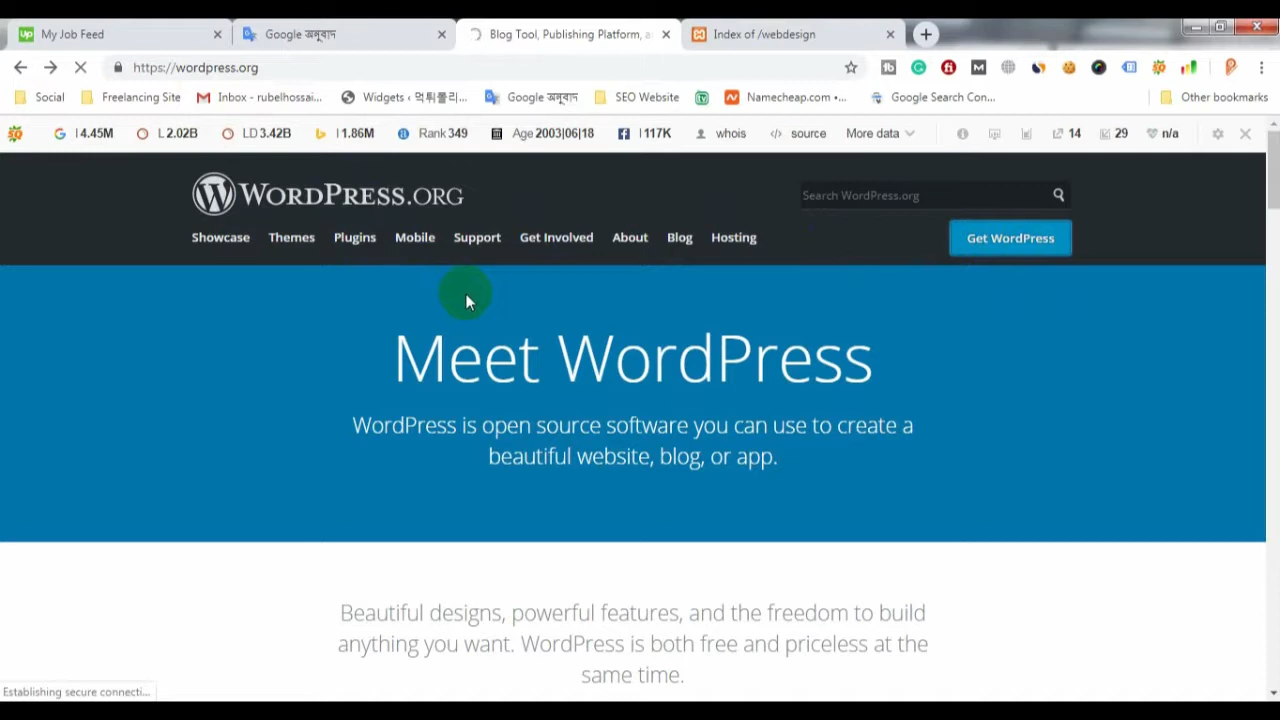 My Job Feed
Google অনুবাদ
Blog Tool, Publishing Platform, a
Index of /webdesign
https://wordpress.org
Social
Freelancing Site
Inbox - rubelhossai...
Widgets ‹ 먹튀폴리...
Google অনুবাদ
SEO Website
Namecheap.com •...
Google Search Con...
Other bookmarks
I 4.45M
L 2.02B
LD 3.42B
I 1.86M
Rank 349
Age 2003|06|18
I 117K
whois
source
More data
14
29
n/a
WORDPRESS.ORG
Search WordPress.org
Showcase Themes Plugins Mobile Support Get Involved About Blog Hosting
Get WordPress
Meet WordPress
WordPress is open source software you can use to create a
beautiful website, blog, or app.
Beautiful designs, powerful features, and the freedom to build
anything you want. WordPress is both free and priceless at the
same time.
Establishing secure connecti...